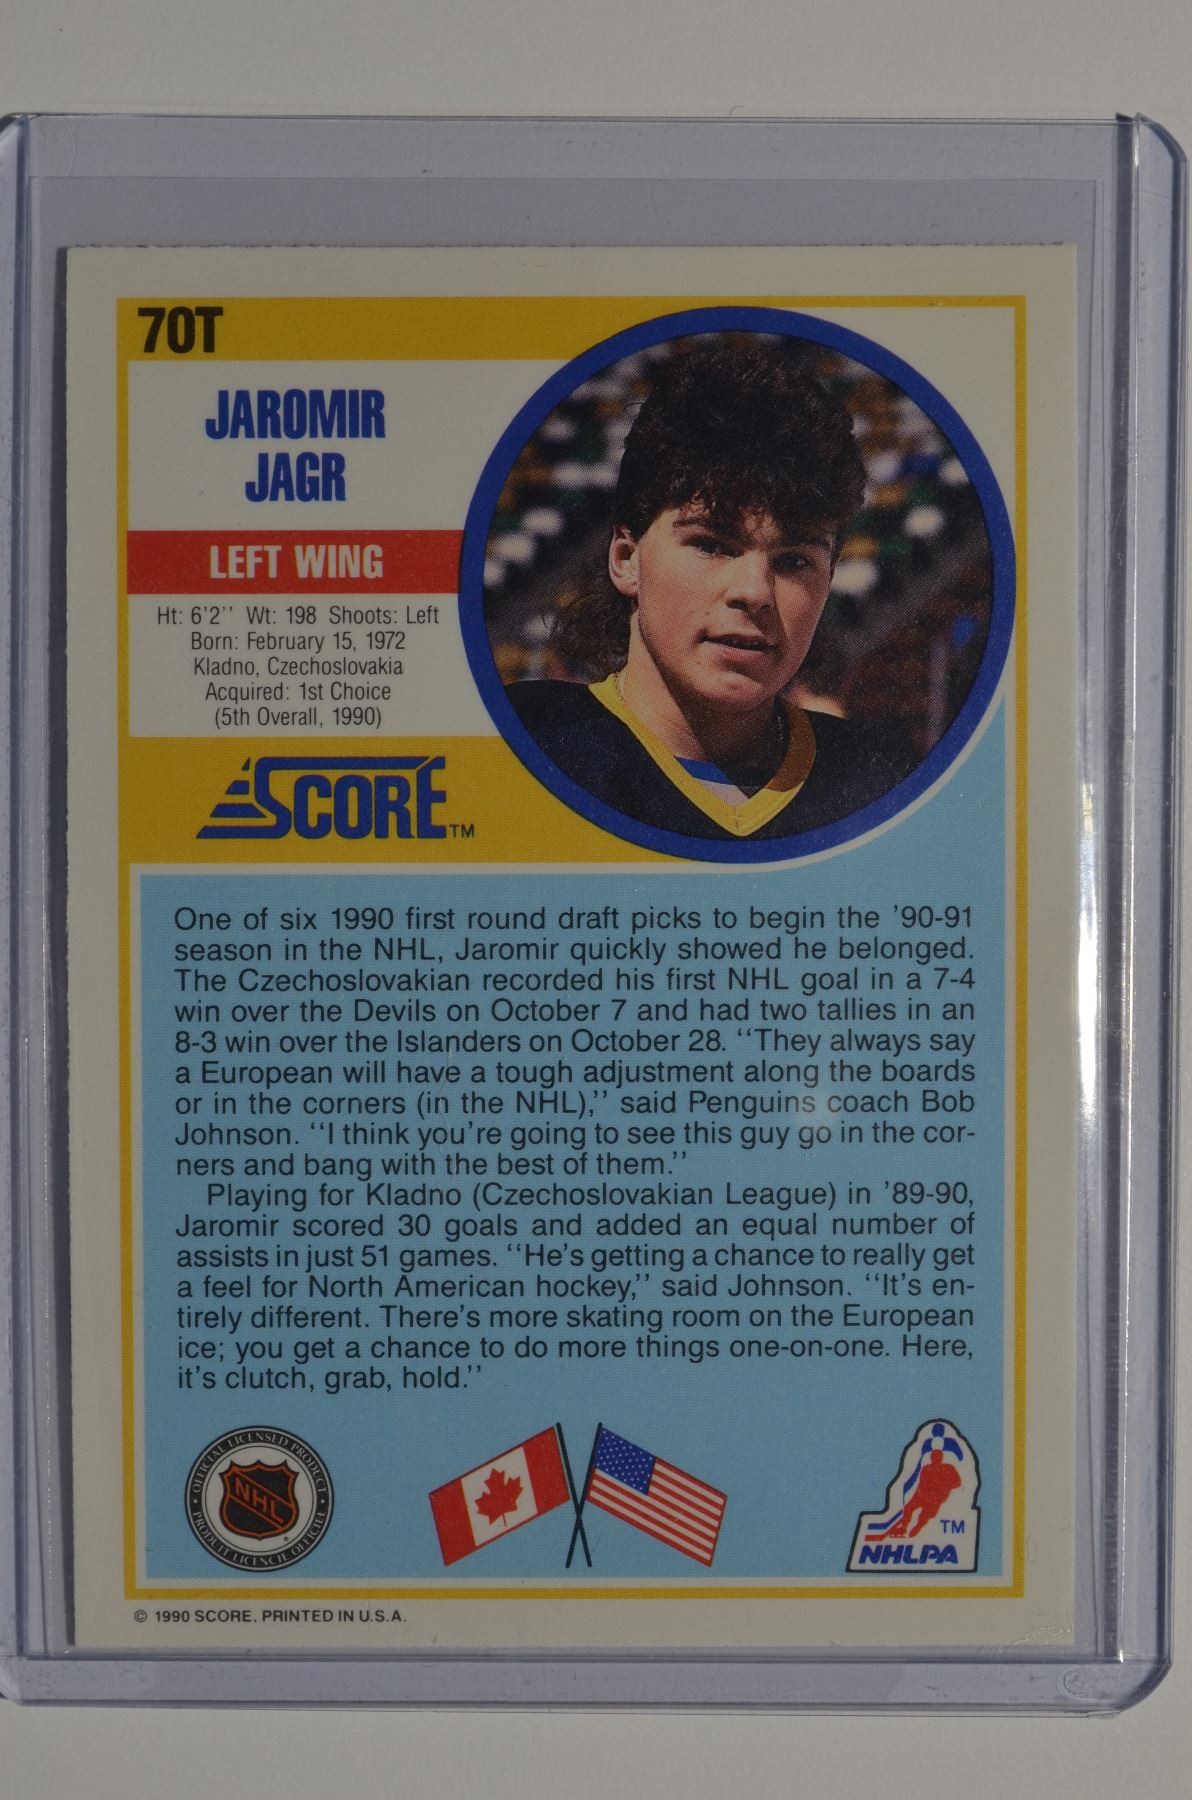 70T
JAROMIR
JAGR
LEFT WING
Ht: 6'2'' Wt: 198 Shoots: Left
Born: February 15, 1972
Kladno, Czechoslovakia
Acquired: 1st Choice
(5th Overall, 1990)
SCORE™
One of six 1990 first round draft picks to begin the '90-91
season in the NHL, Jaromir quickly showed he belonged.
The Czechoslovakian recorded his first NHL goal in a 7-4
win over the Devils on October 7 and had two tallies in an
8-3 win over the Islanders on October 28. ''They always say
a European will have a tough adjustment along the boards
or in the corners (in the NHL),'' said Penguins coach Bob
Johnson. ''I think you're going to see this guy go in the cor-
ners and bang with the best of them.''
Playing for Kladno (Czechoslovakian League) in '89-90,
Jaromir scored 30 goals and added an equal number of
assists in just 51 games. ''He's getting a chance to really get
a feel for North American hockey,'' said Johnson. ''It's en-
tirely different. There's more skating room on the European
ice; you get a chance to do more things one-on-one. Here,
it's clutch, grab, hold.''
OFFICIAL LICENSED PRODUCT
NHL
PRODUIT LICENCIE OFFICIEL
TM
NHLPA
© 1990 SCORE, PRINTED IN U.S.A.